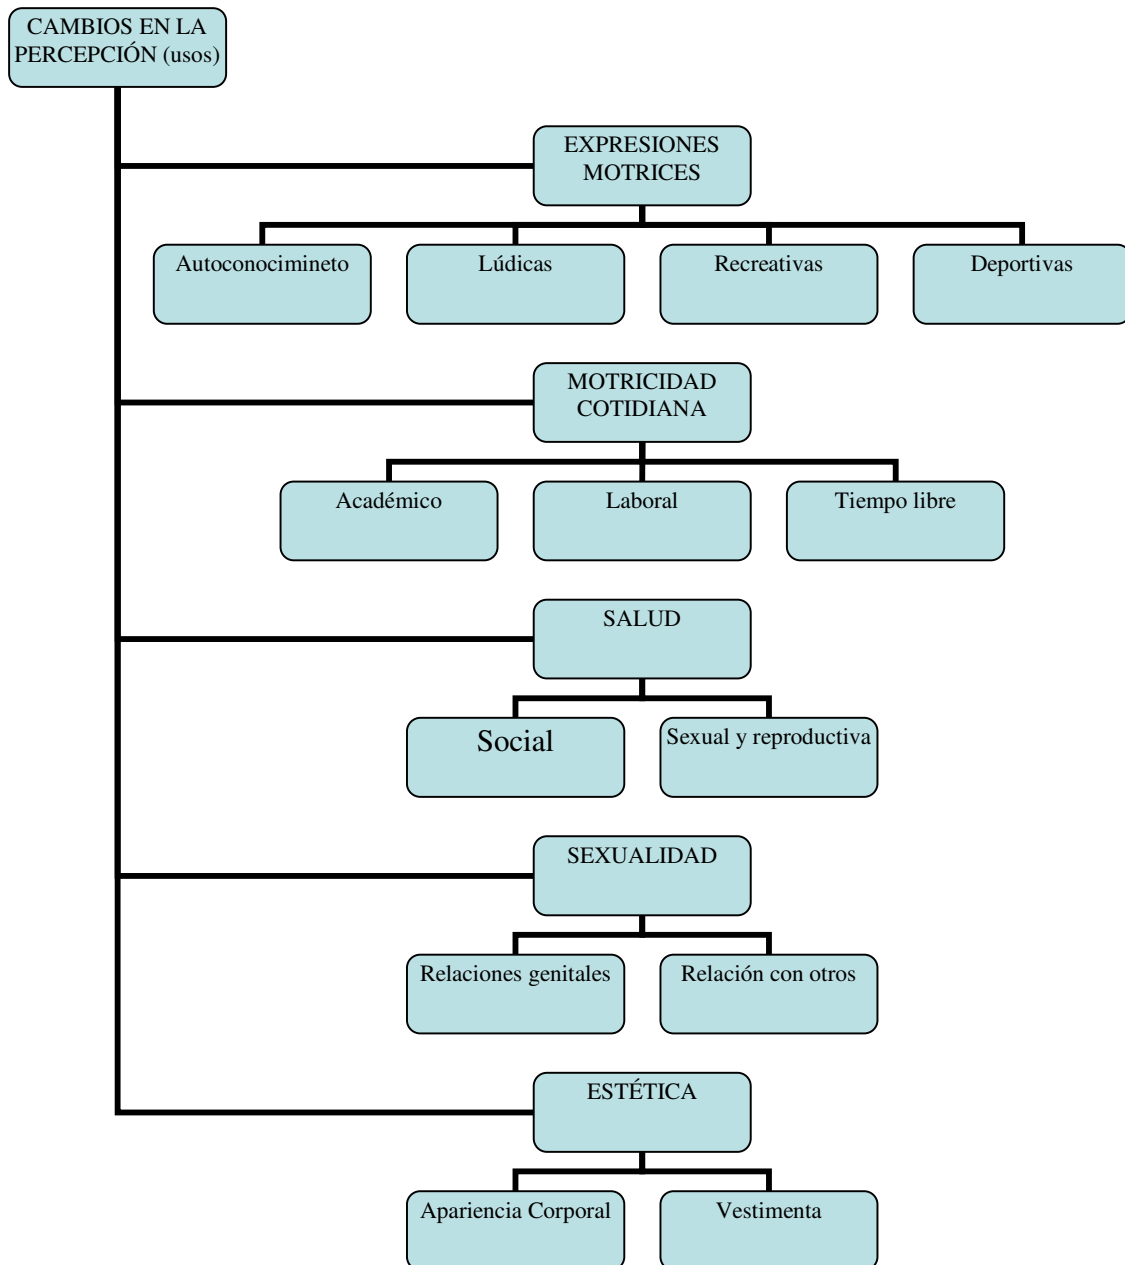 CAMBIOS EN LA
PERCEPCIÓN (usos)
EXPRESIONES
MOTRICES
Autoconocimineto
Lúdicas
Recreativas
Deportivas
MOTRICIDAD
COTIDIANA
Académico
Laboral
Tiempo libre
SALUD
Social
Sexual y reproductiva
SEXUALIDAD
Relaciones genitales
Relación con otros
ESTÉTICA
Apariencia Corporal
Vestimenta